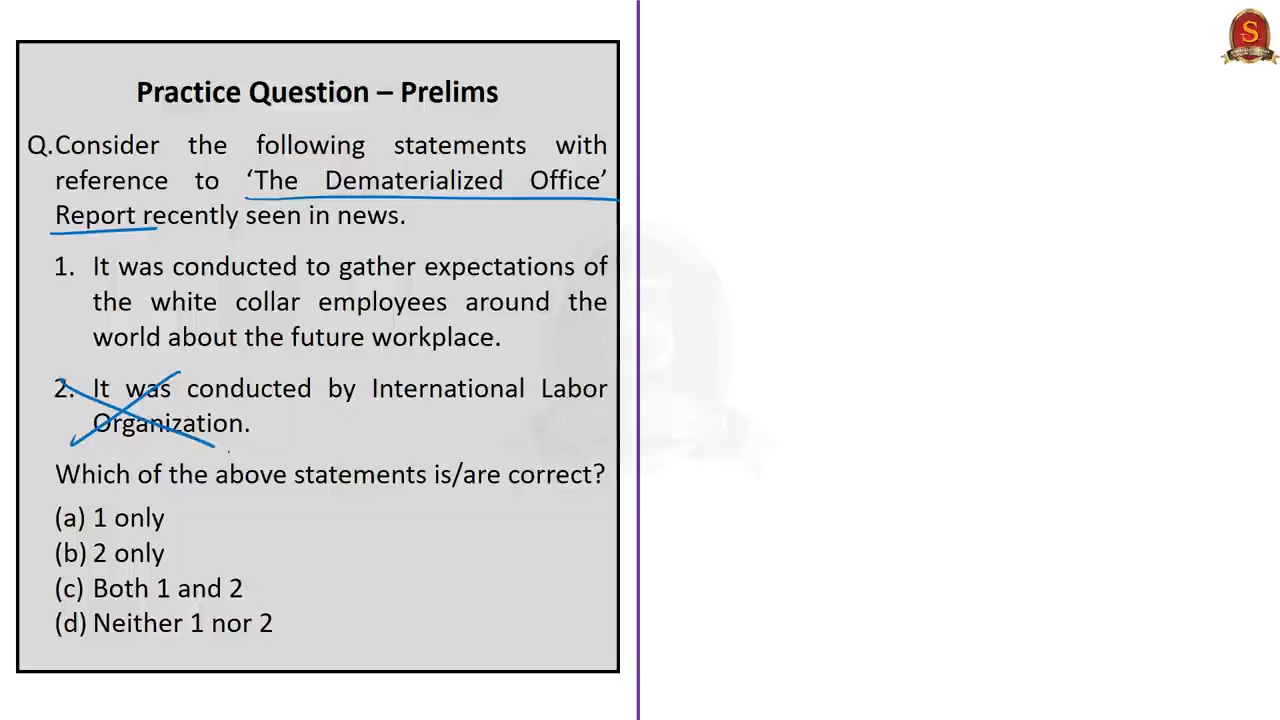 Practice Question – Prelims
Q.Consider the following statements with
reference to ‘The Dematerialized Office’
Report recently seen in news.
1. It was conducted to gather expectations of
the white collar employees around the
world about the future workplace.
2. It was conducted by International Labor
Organization.
Which of the above statements is/are correct?
(a) 1 only
(b) 2 only
(c) Both 1 and 2
(d) Neither 1 nor 2
S